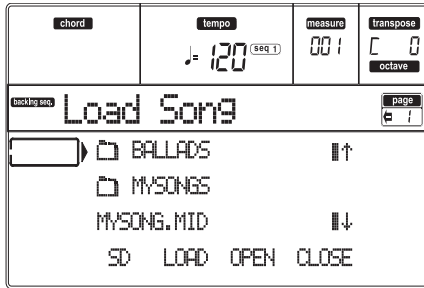 chord tempo measure transpose
♩= 120 seq 1 001 C 0
octave
backing seq. Load Song page
1
BALLADS
MYSONGS
MYSONG.MID
SD LOAD OPEN CLOSE